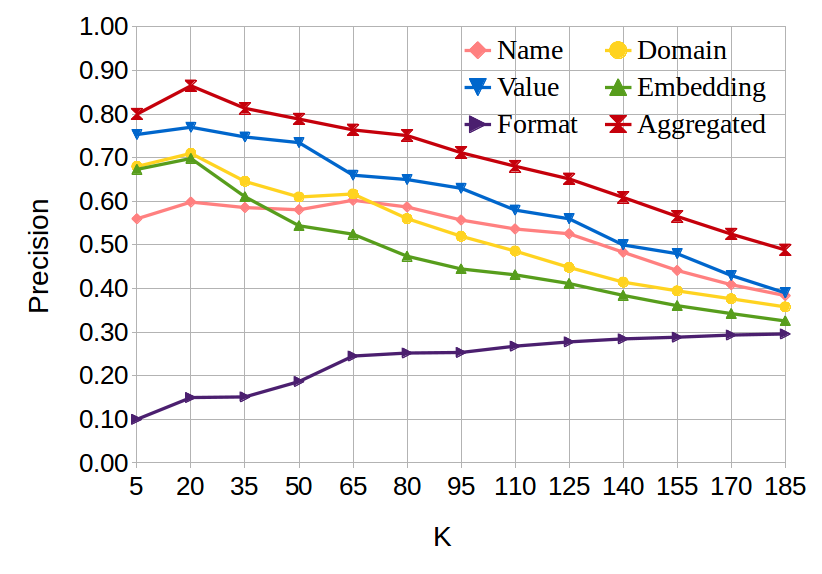 1.00
0.90
0.80
0.70
0.60
0.50
0.40
0.30
0.20
0.10
0.00
Precision
Name
Domain
Value
Embedding
Format
Aggregated
5 20 35 50 65 80 95 110 125 140 155 170 185
K